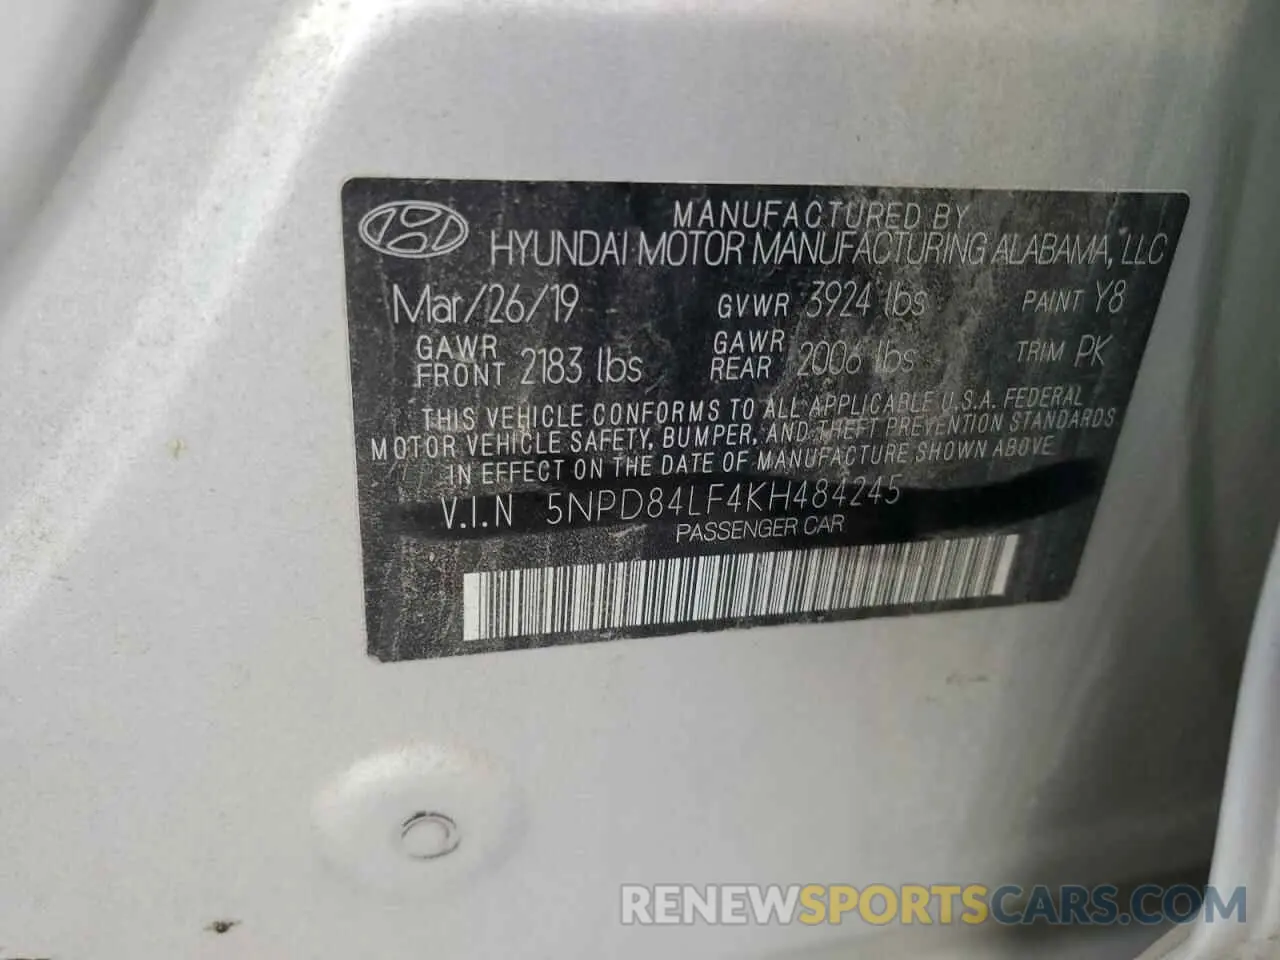 MANUFACTURED BY
HYUNDAI MOTOR MANUFACTURING ALABAMA, LLC
Mar/26/19 GVWR 3924 lbs PAINT Y8
GAWR FRONT 2183 lbs GAWR REAR 2006 lbs TRIM PK
THIS VEHICLE CONFORMS TO ALL APPLICABLE U.S.A. FEDERAL
MOTOR VEHICLE SAFETY, BUMPER, AND THEFT PREVENTION STANDARDS
IN EFFECT ON THE DATE OF MANUFACTURE SHOWN ABOVE
V.I.N 5NPD84LF4KH484245
PASSENGER CAR
RENEWSPORTSCARS.COM